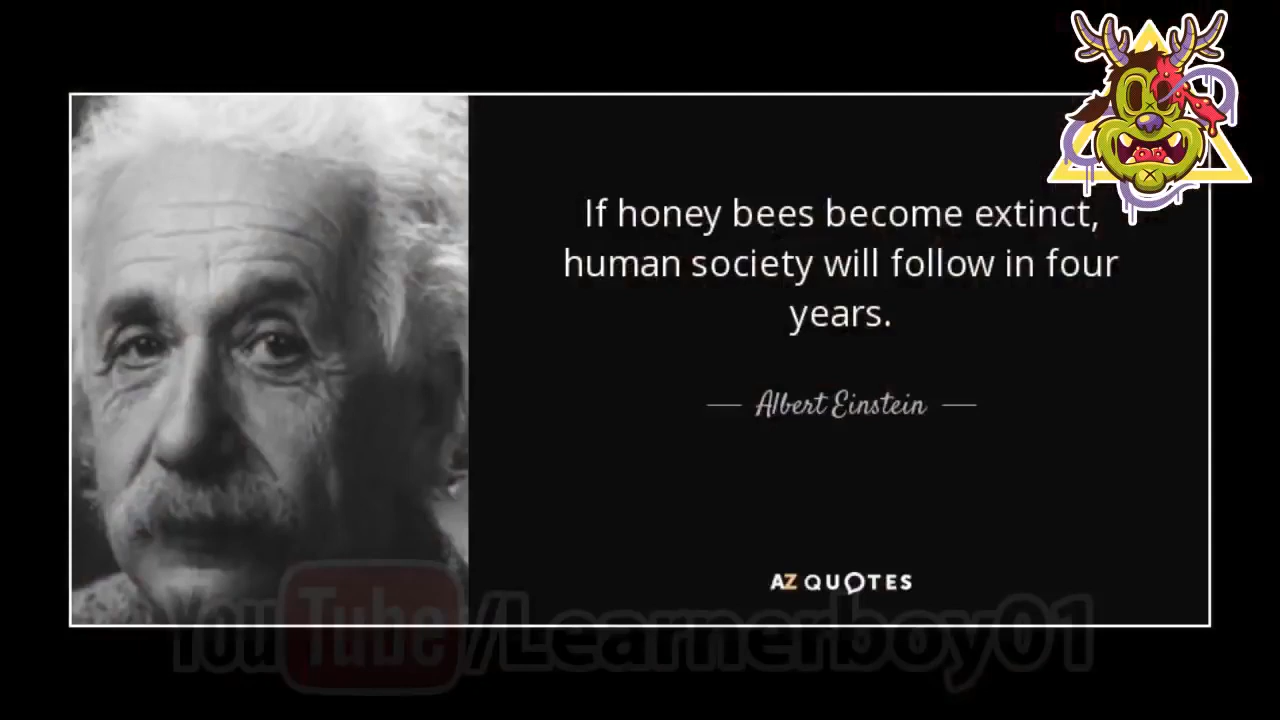 If honey bees become extinct,
human society will follow in four
years.
Albert Einstein
AZ QUOTES
YouTube/Learnerboy01